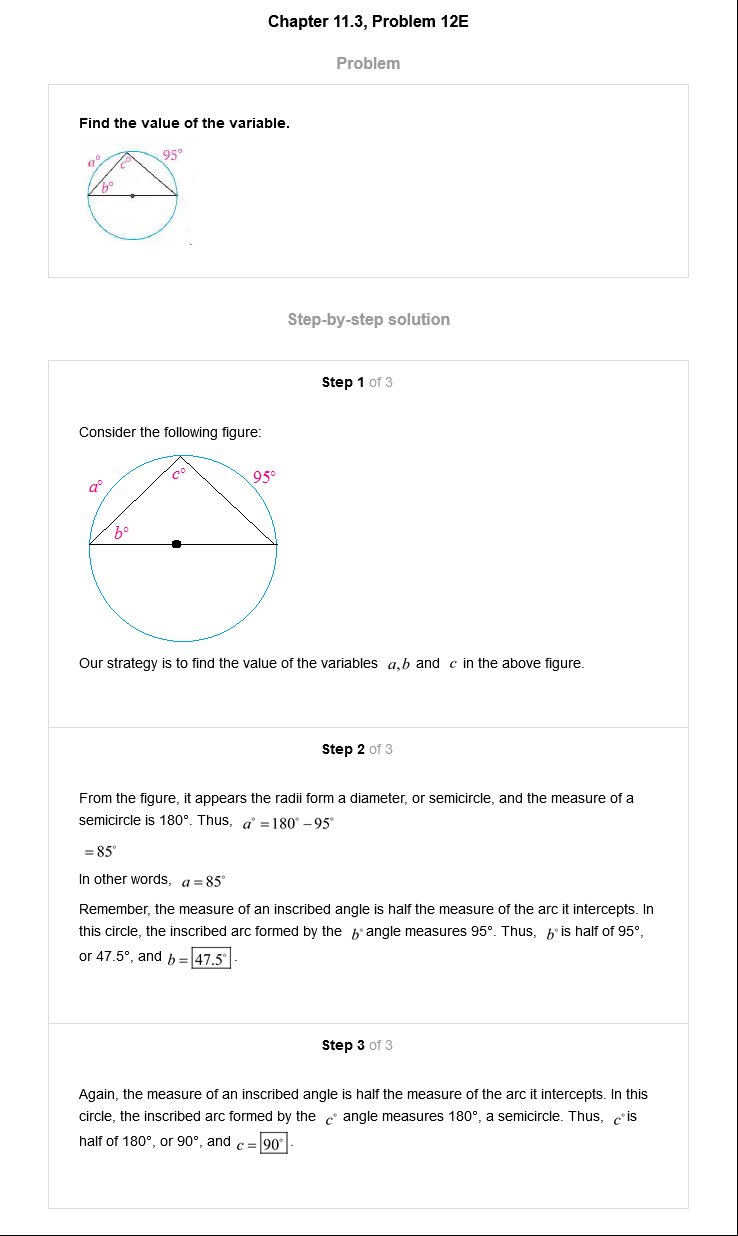 Chapter 11.3, Problem 12E
Problem
Find the value of the variable.
a° c° 95°
b°
Step-by-step solution
Step 1 of 3
Consider the following figure:
a° c° 95°
b°
Our strategy is to find the value of the variables a,b and c in the above figure.
Step 2 of 3
From the figure, it appears the radii form a diameter, or semicircle, and the measure of a
semicircle is 180°. Thus, a° = 180° − 95°
= 85°
In other words, a = 85°
Remember, the measure of an inscribed angle is half the measure of the arc it intercepts. In
this circle, the inscribed arc formed by the b° angle measures 95°. Thus, b° is half of 95°,
or 47.5°, and b = 47.5° .
Step 3 of 3
Again, the measure of an inscribed angle is half the measure of the arc it intercepts. In this
circle, the inscribed arc formed by the c° angle measures 180°, a semicircle. Thus, c° is
half of 180°, or 90°, and c = 90° .